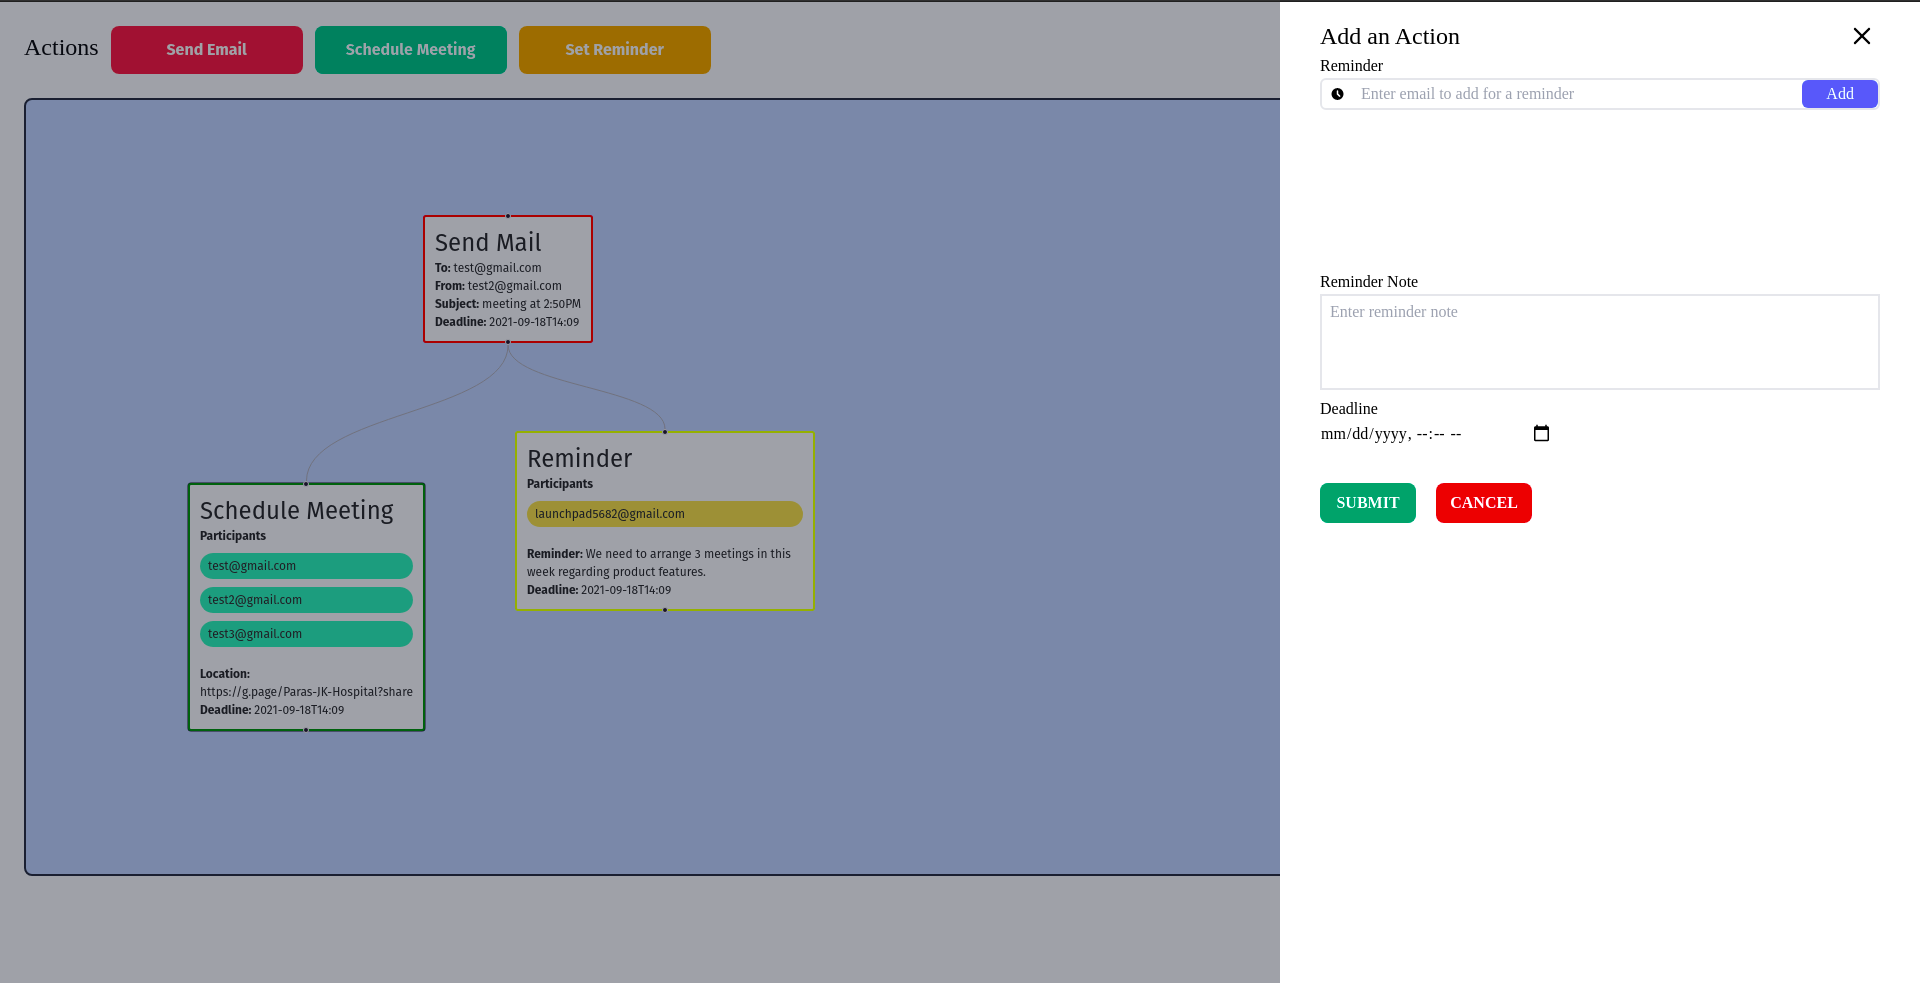 Actions
Send Email
Schedule Meeting
Set Reminder
Send Mail
To: test@gmail.com
From: test2@gmail.com
Subject: meeting at 2:50PM
Deadline: 2021-09-18T14:09
Schedule Meeting
Participants
test@gmail.com
test2@gmail.com
test3@gmail.com
Location:
https://g.page/Paras-JK-Hospital?share
Deadline: 2021-09-18T14:09
Reminder
Participants
launchpad5682@gmail.com
Reminder: We need to arrange 3 meetings in this
week regarding product features.
Deadline: 2021-09-18T14:09
Add an Action
Reminder
Enter email to add for a reminder
Add
Reminder Note
Enter reminder note
Deadline
mm/dd/yyyy, --:-- --
SUBMIT
CANCEL